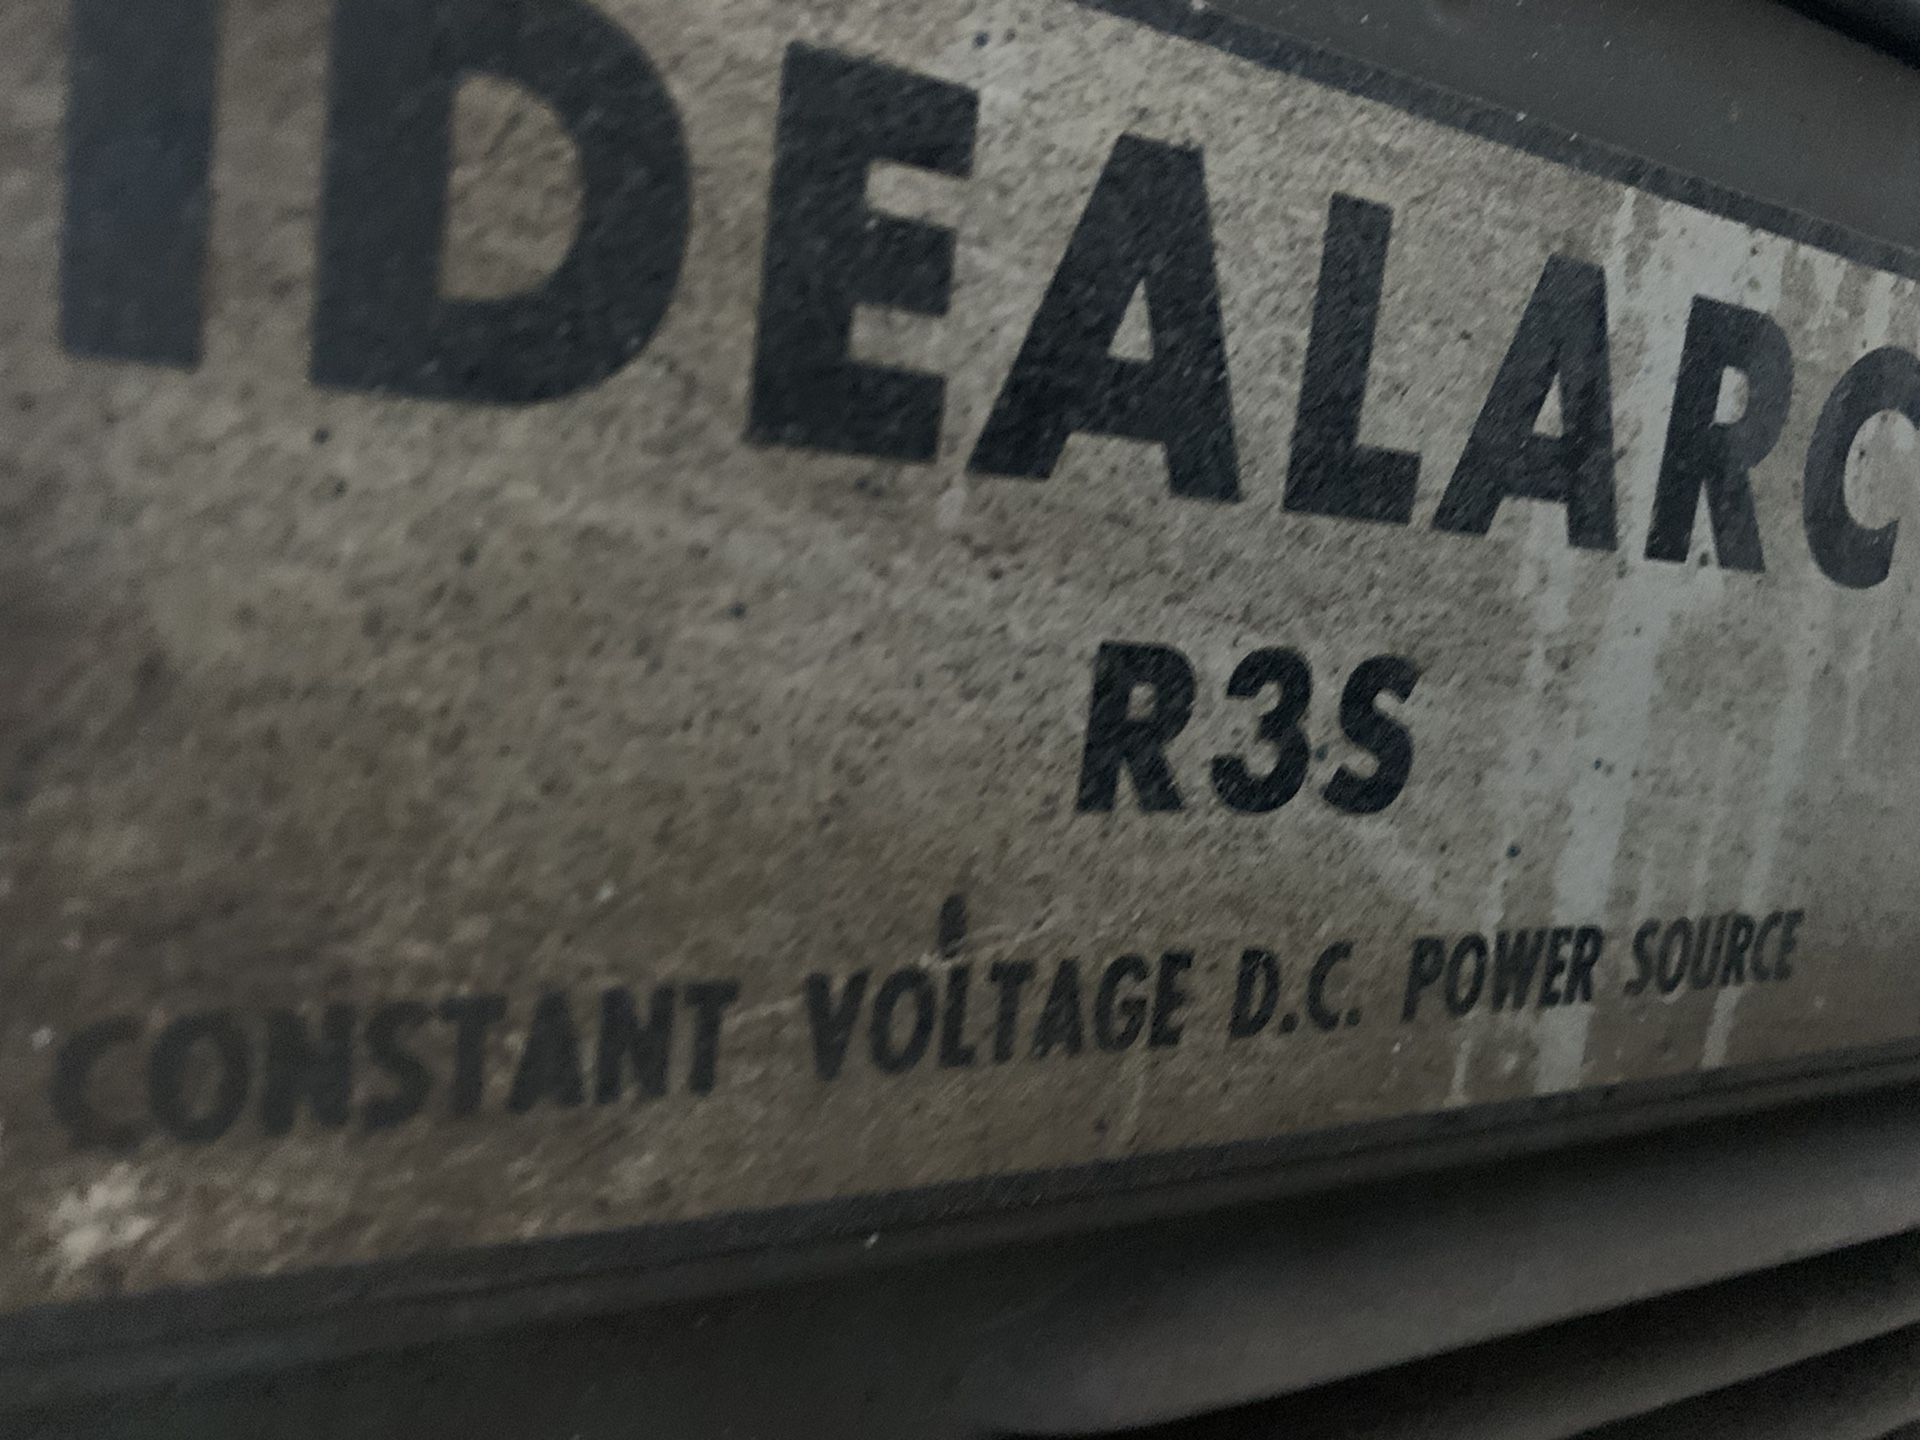 IDEALARC
R3S
CONSTANT VOLTAGE D.C. POWER SOURCE